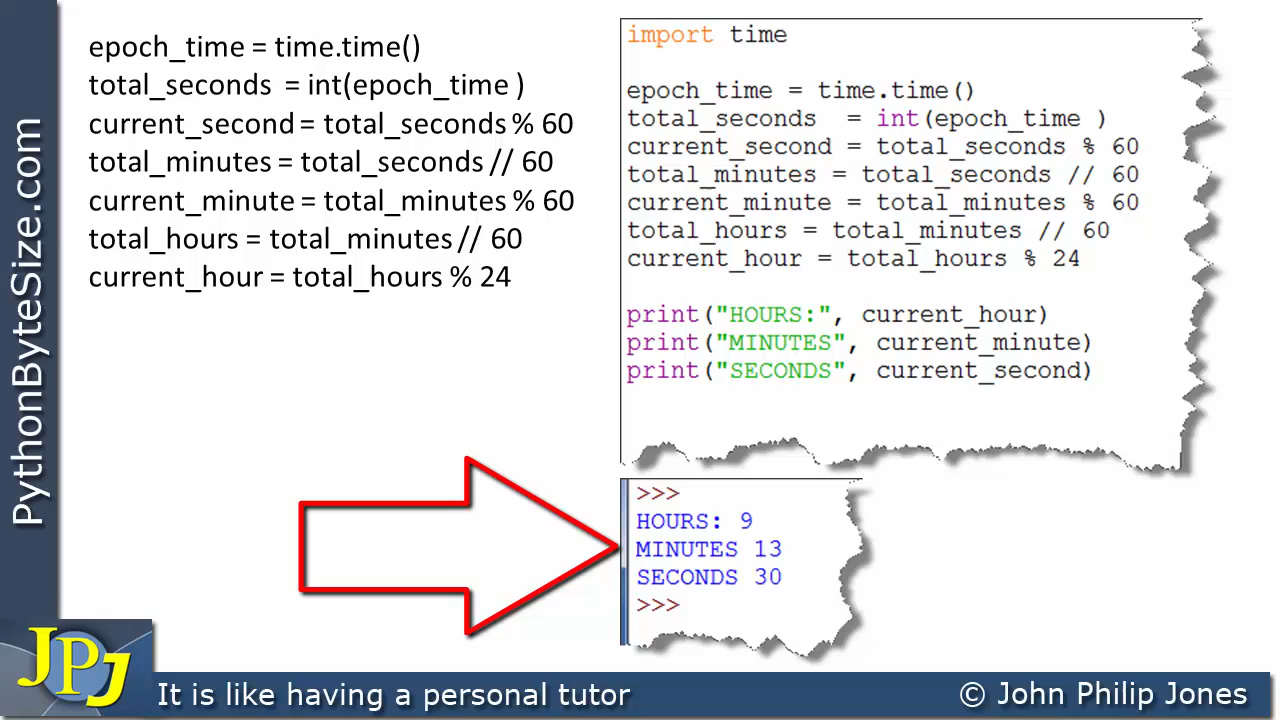 PythonByteSize.com
epoch_time = time.time()
total_seconds  = int(epoch_time )
current_second = total_seconds % 60
total_minutes = total_seconds // 60
current_minute = total_minutes % 60
total_hours = total_minutes // 60
current_hour = total_hours % 24
import time
epoch_time = time.time()
total_seconds  = int(epoch_time )
current_second = total_seconds % 60
total_minutes = total_seconds // 60
current_minute = total_minutes % 60
total_hours = total_minutes // 60
current_hour = total_hours % 24
print("HOURS:", current_hour)
print("MINUTES", current_minute)
print("SECONDS", current_second)
>>>
HOURS: 9
MINUTES 13
SECONDS 30
>>>
JPJ
It is like having a personal tutor
© John Philip Jones